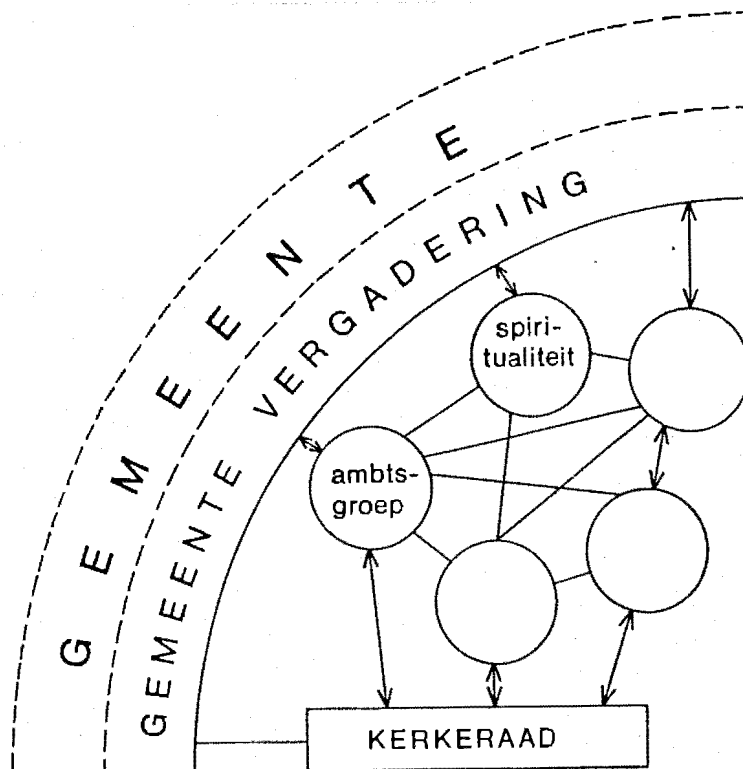 GEMEENTE
GEMEENTE VERGADERING
spiri-
tualiteit
ambts-
groep
KERKERAAD